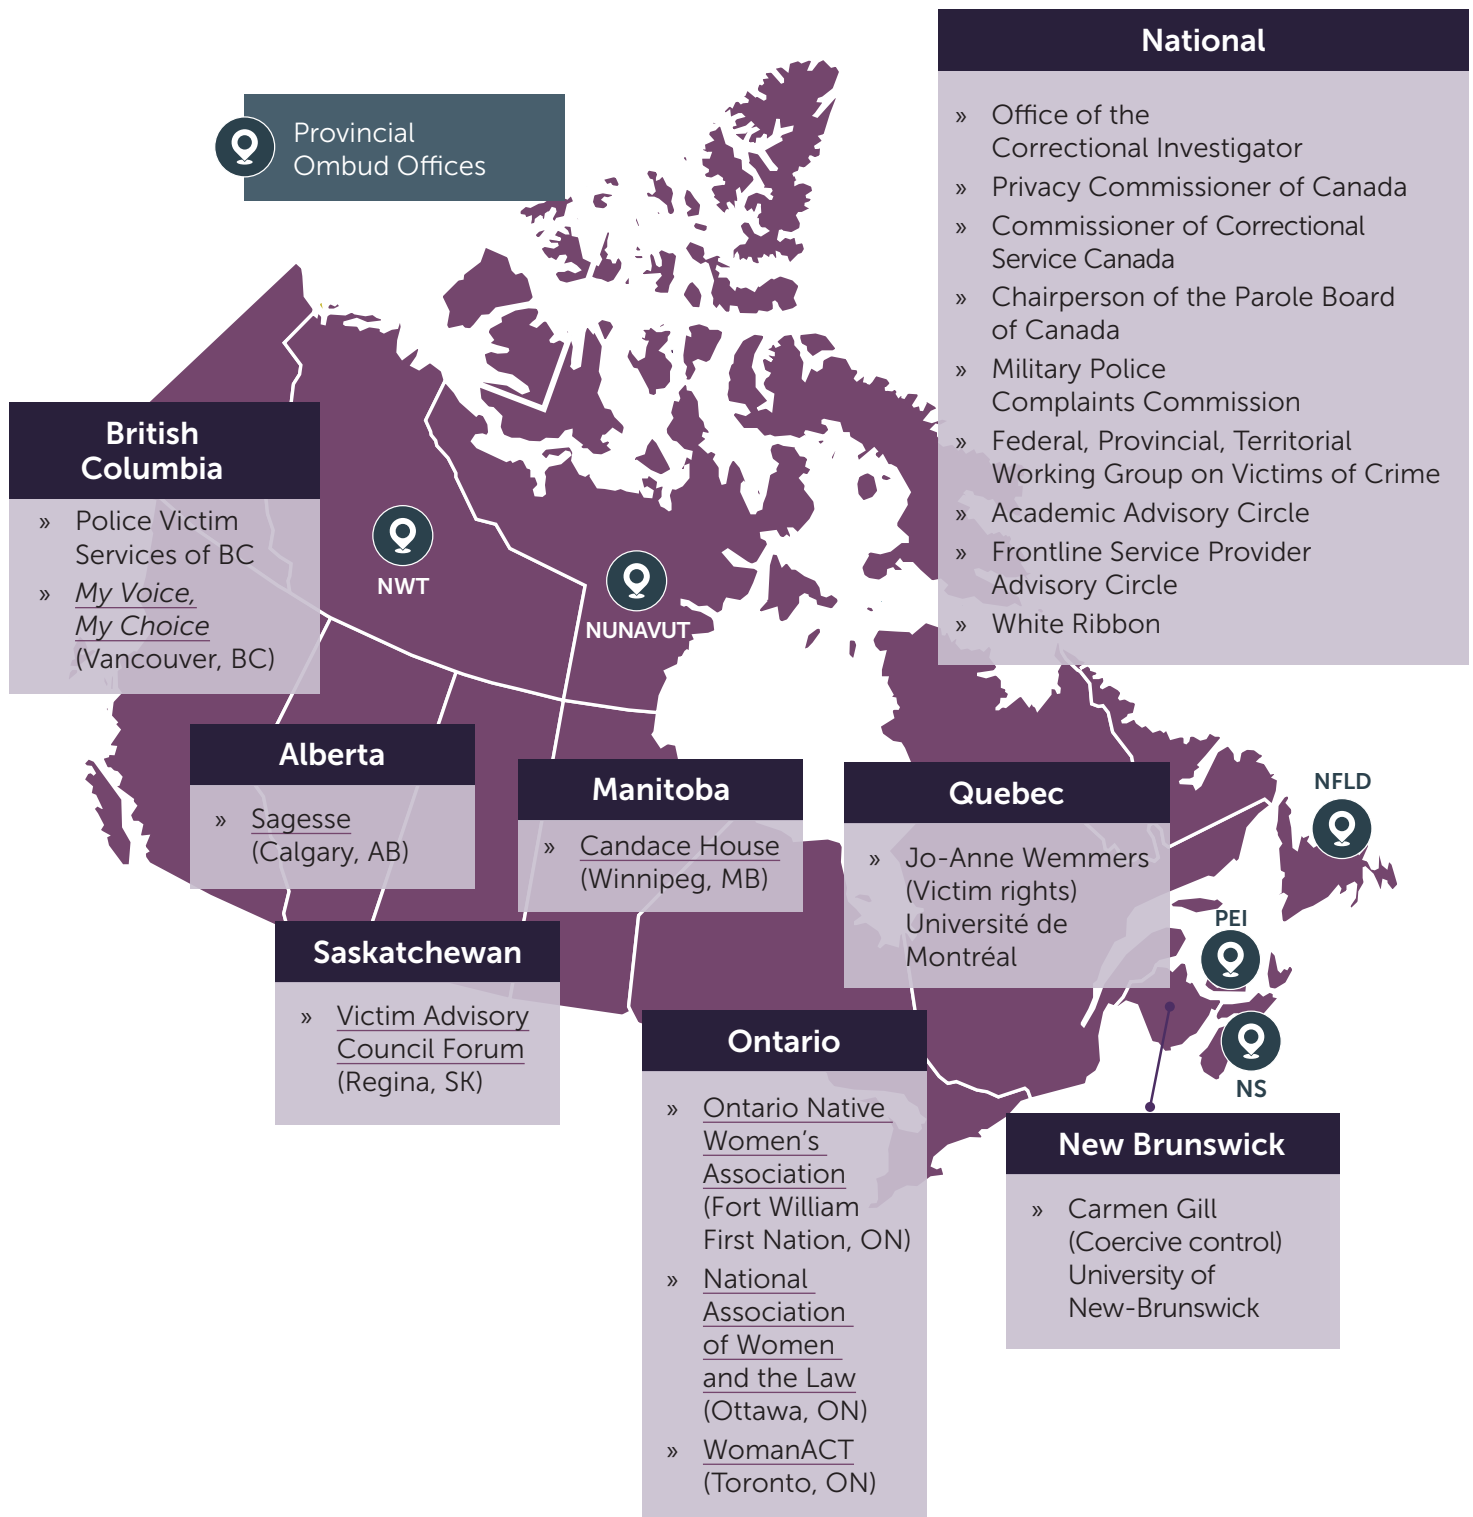 Provincial
Ombud Offices
National
» Office of the
Correctional Investigator
» Privacy Commissioner of Canada
» Commissioner of Correctional
Service Canada
» Chairperson of the Parole Board
of Canada
» Military Police
Complaints Commission
» Federal, Provincial, Territorial
Working Group on Victims of Crime
» Academic Advisory Circle
» Frontline Service Provider
Advisory Circle
» White Ribbon
British
Columbia
» Police Victim
Services of BC
» My Voice,
My Choice
(Vancouver, BC)
NWT
NUNAVUT
Alberta
» Sagesse
(Calgary, AB)
Manitoba
» Candace House
(Winnipeg, MB)
Quebec
» Jo-Anne Wemmers
(Victim rights)
Université de
Montréal
NFLD
PEI
NS
Saskatchewan
» Victim Advisory
Council Forum
(Regina, SK)
Ontario
» Ontario Native
Women's
Association
(Fort William
First Nation, ON)
» National
Association
of Women
and the Law
(Ottawa, ON)
» WomanACT
(Toronto, ON)
New Brunswick
» Carmen Gill
(Coercive control)
University of
New-Brunswick